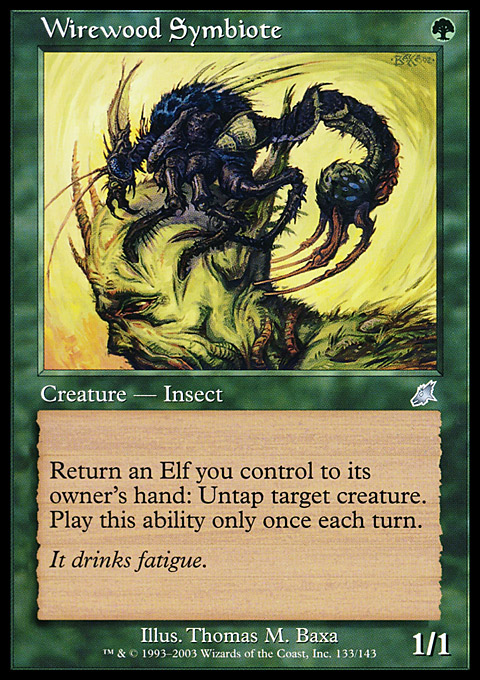 Wirewood Symbiote
Creature — Insect
Return an Elf you control to its
owner's hand: Untap target creature.
Play this ability only once each turn.
It drinks fatigue.
Illus. Thomas M. Baxa
™ & © 1993–2003 Wizards of the Coast, Inc. 133/143
1/1